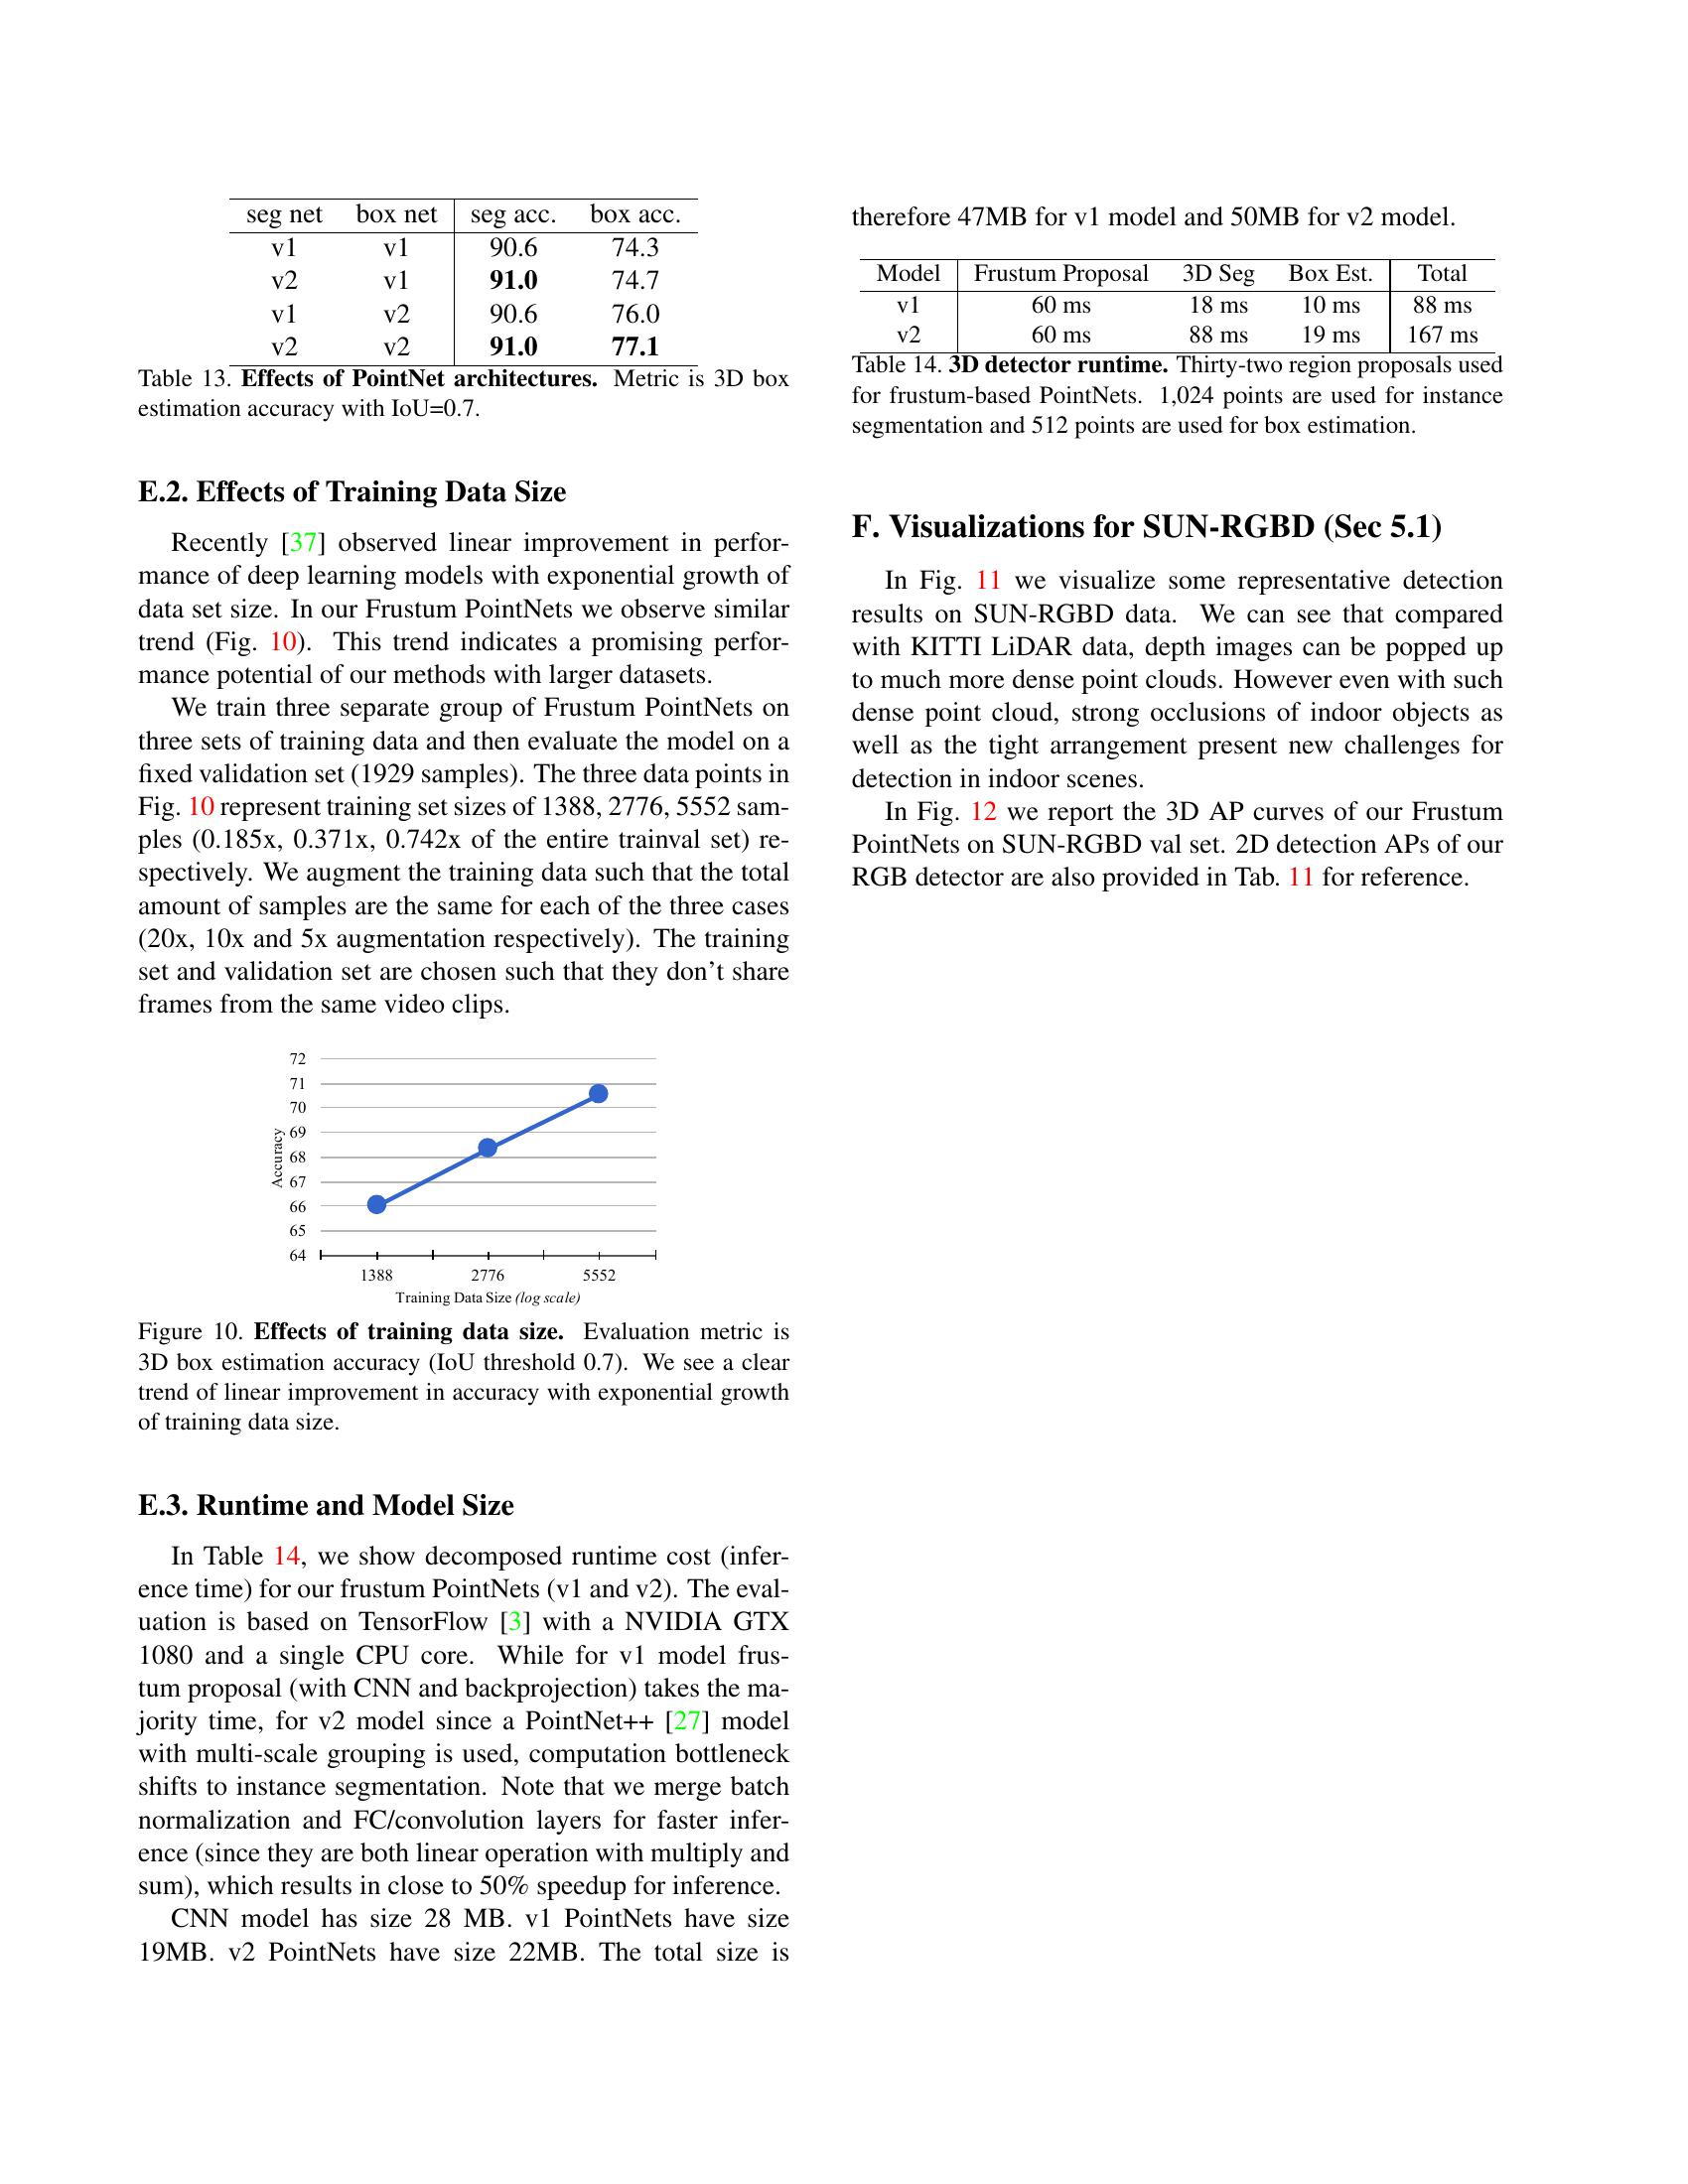 seg net box net seg acc. box acc.
v1 v1 90.6 74.3
v2 v1 91.0 74.7
v1 v2 90.6 76.0
v2 v2 91.0 77.1
Table 13. Effects of PointNet architectures. Metric is 3D box
estimation accuracy with IoU=0.7.
E.2. Effects of Training Data Size
Recently [37] observed linear improvement in perfor-
mance of deep learning models with exponential growth of
data set size. In our Frustum PointNets we observe similar
trend (Fig. 10). This trend indicates a promising perfor-
mance potential of our methods with larger datasets.
We train three separate group of Frustum PointNets on
three sets of training data and then evaluate the model on a
fixed validation set (1929 samples). The three data points in
Fig. 10 represent training set sizes of 1388, 2776, 5552 sam-
ples (0.185x, 0.371x, 0.742x of the entire trainval set) re-
spectively. We augment the training data such that the total
amount of samples are the same for each of the three cases
(20x, 10x and 5x augmentation respectively). The training
set and validation set are chosen such that they don't share
frames from the same video clips.
72
71
70
69
68
67
66
65
64
Accuracy
1388 2776 5552
Training Data Size (log scale)
Figure 10. Effects of training data size. Evaluation metric is
3D box estimation accuracy (IoU threshold 0.7). We see a clear
trend of linear improvement in accuracy with exponential growth
of training data size.
E.3. Runtime and Model Size
In Table 14, we show decomposed runtime cost (infer-
ence time) for our frustum PointNets (v1 and v2). The eval-
uation is based on TensorFlow [3] with a NVIDIA GTX
1080 and a single CPU core. While for v1 model frus-
tum proposal (with CNN and backprojection) takes the ma-
jority time, for v2 model since a PointNet++ [27] model
with multi-scale grouping is used, computation bottleneck
shifts to instance segmentation. Note that we merge batch
normalization and FC/convolution layers for faster infer-
ence (since they are both linear operation with multiply and
sum), which results in close to 50% speedup for inference.
CNN model has size 28 MB. v1 PointNets have size
19MB. v2 PointNets have size 22MB. The total size is
therefore 47MB for v1 model and 50MB for v2 model.
Model Frustum Proposal 3D Seg Box Est. Total
v1 60 ms 18 ms 10 ms 88 ms
v2 60 ms 88 ms 19 ms 167 ms
Table 14. 3D detector runtime. Thirty-two region proposals used
for frustum-based PointNets. 1,024 points are used for instance
segmentation and 512 points are used for box estimation.
F. Visualizations for SUN-RGBD (Sec 5.1)
In Fig. 11 we visualize some representative detection
results on SUN-RGBD data. We can see that compared
with KITTI LiDAR data, depth images can be popped up
to much more dense point clouds. However even with such
dense point cloud, strong occlusions of indoor objects as
well as the tight arrangement present new challenges for
detection in indoor scenes.
In Fig. 12 we report the 3D AP curves of our Frustum
PointNets on SUN-RGBD val set. 2D detection APs of our
RGB detector are also provided in Tab. 11 for reference.